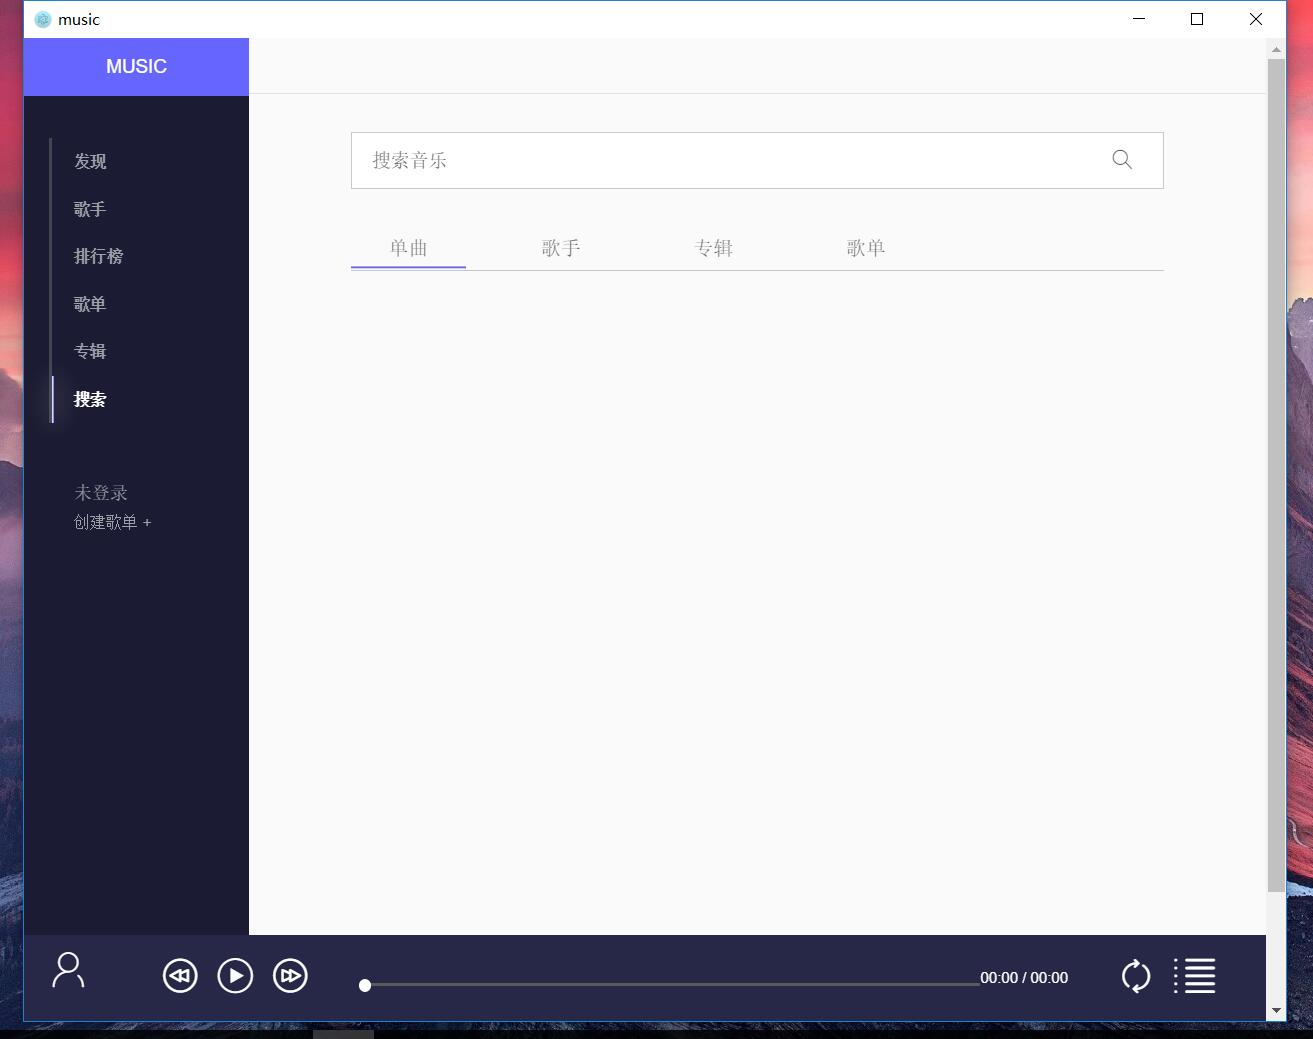 music
MUSIC
发现
歌手
排行榜
歌单
专辑
搜索
未登录
创建歌单 +
搜索音乐
单曲 歌手 专辑 歌单
00:00 / 00:00